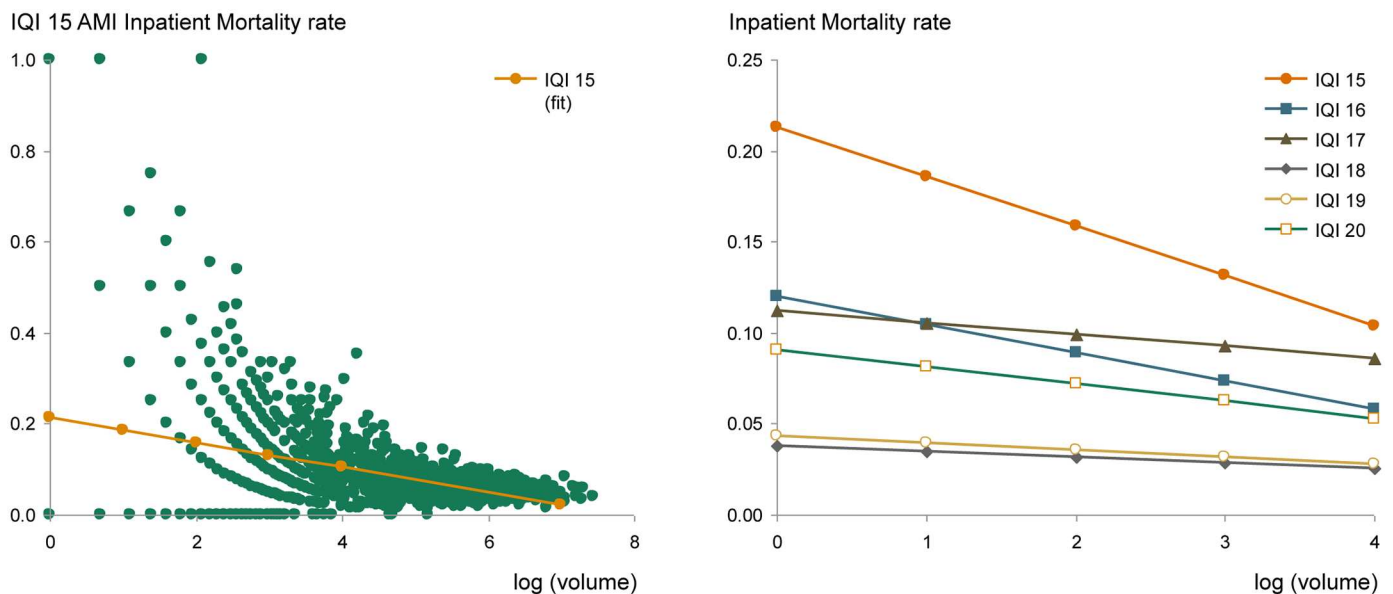 IQI 15 AMI Inpatient Mortality rate
1.0
0.8
0.6
0.4
0.2
0.0
0 2 4 6 8
log (volume)
IQI 15
(fit)
Inpatient Mortality rate
0.25
0.20
0.15
0.10
0.05
0.00
0 1 2 3 4
log (volume)
IQI 15
IQI 16
IQI 17
IQI 18
IQI 19
IQI 20